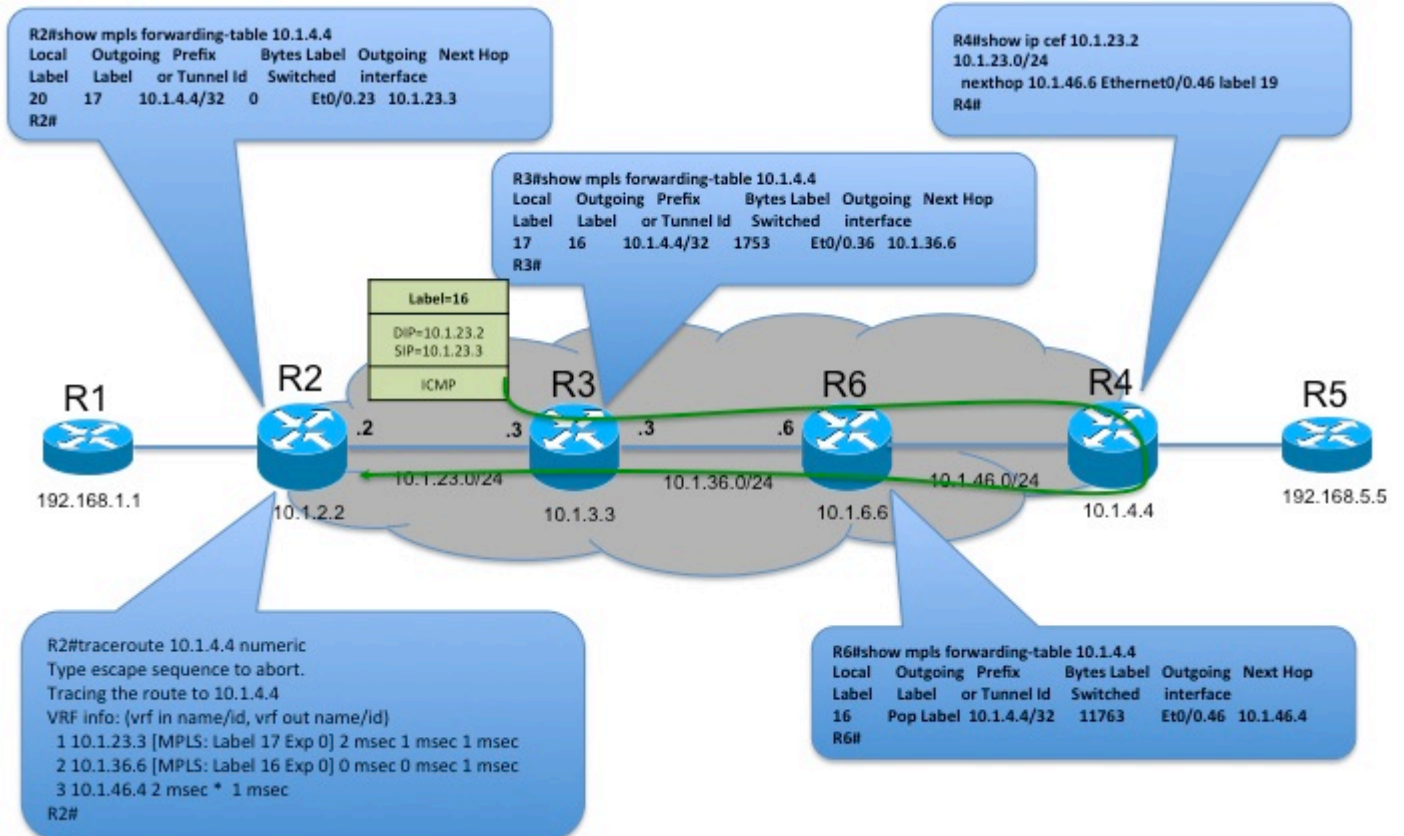 R2#show mpls forwarding-table 10.1.4.4
Local Outgoing Prefix Bytes Label Outgoing Next Hop
Label Label or Tunnel Id Switched interface
20 17 10.1.4.4/32 0 Et0/0.23 10.1.23.3
R2#
R4#show ip cef 10.1.23.2
10.1.23.0/24
nexthop 10.1.46.6 Ethernet0/0.46 label 19
R4#
R3#show mpls forwarding-table 10.1.4.4
Local Outgoing Prefix Bytes Label Outgoing Next Hop
Label Label or Tunnel Id Switched interface
17 16 10.1.4.4/32 1753 Et0/0.36 10.1.36.6
R3#
Label=16
DIP=10.1.23.2
SIP=10.1.23.3
ICMP
R1
R2
R3
R6
R4
R5
.2
.3
.3
.6
10.1.23.0/24
10.1.36.0/24
10.1.46.0/24
192.168.1.1
10.1.2.2
10.1.3.3
10.1.6.6
10.1.4.4
192.168.5.5
R2#traceroute 10.1.4.4 numeric
Type escape sequence to abort.
Tracing the route to 10.1.4.4
VRF info: (vrf in name/id, vrf out name/id)
1 10.1.23.3 [MPLS: Label 17 Exp 0] 2 msec 1 msec 1 msec
2 10.1.36.6 [MPLS: Label 16 Exp 0] 0 msec 0 msec 1 msec
3 10.1.46.4 2 msec * 1 msec
R2#
R6#show mpls forwarding-table 10.1.4.4
Local Outgoing Prefix Bytes Label Outgoing Next Hop
Label Label or Tunnel Id Switched interface
16 Pop Label 10.1.4.4/32 11763 Et0/0.46 10.1.46.4
R6#